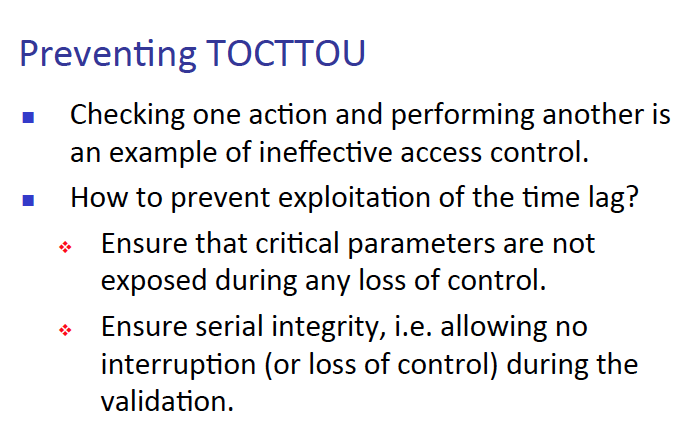 Preventing TOCTTOU
Checking one action and performing another is
an example of ineffective access control.
How to prevent exploitation of the time lag?
Ensure that critical parameters are not
exposed during any loss of control.
Ensure serial integrity, i.e. allowing no
interruption (or loss of control) during the
validation.